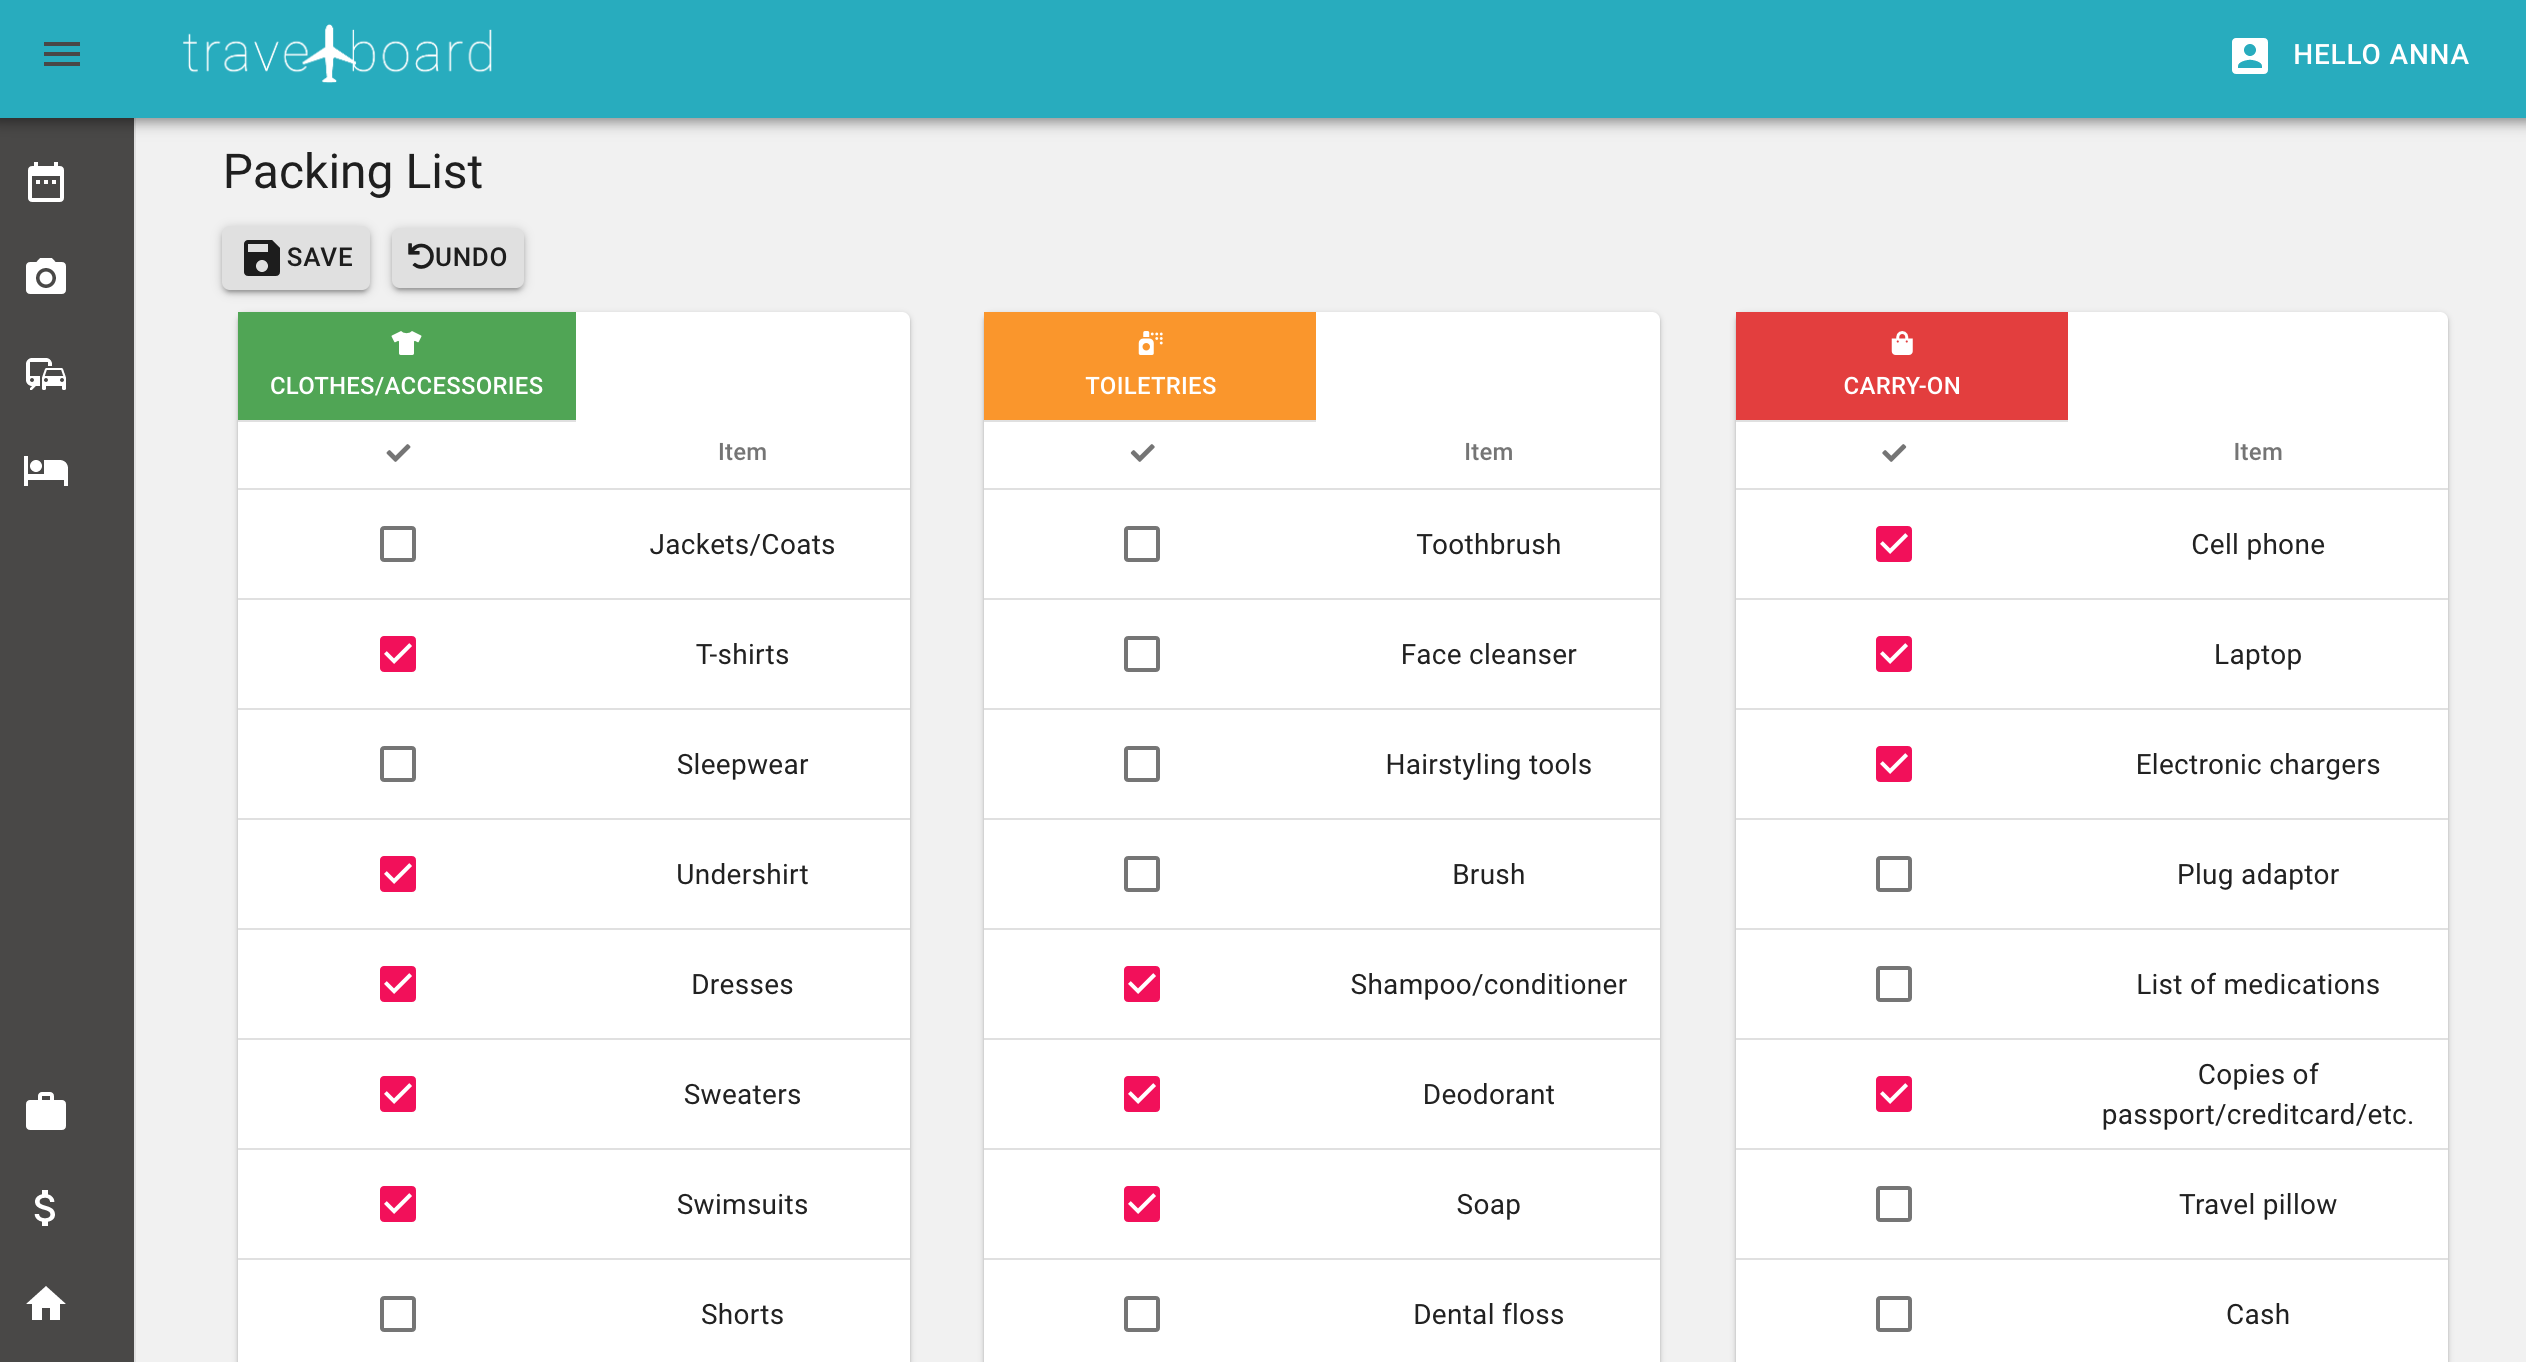 travelboard
HELLO ANNA
Packing List
SAVE
UNDO
CLOTHES/ACCESSORIES
Item
Jackets/Coats
T-shirts
Sleepwear
Undershirt
Dresses
Sweaters
Swimsuits
Shorts
TOILETRIES
Item
Toothbrush
Face cleanser
Hairstyling tools
Brush
Shampoo/conditioner
Deodorant
Soap
Dental floss
CARRY-ON
Item
Cell phone
Laptop
Electronic chargers
Plug adaptor
List of medications
Copies of
passport/creditcard/etc.
Travel pillow
Cash